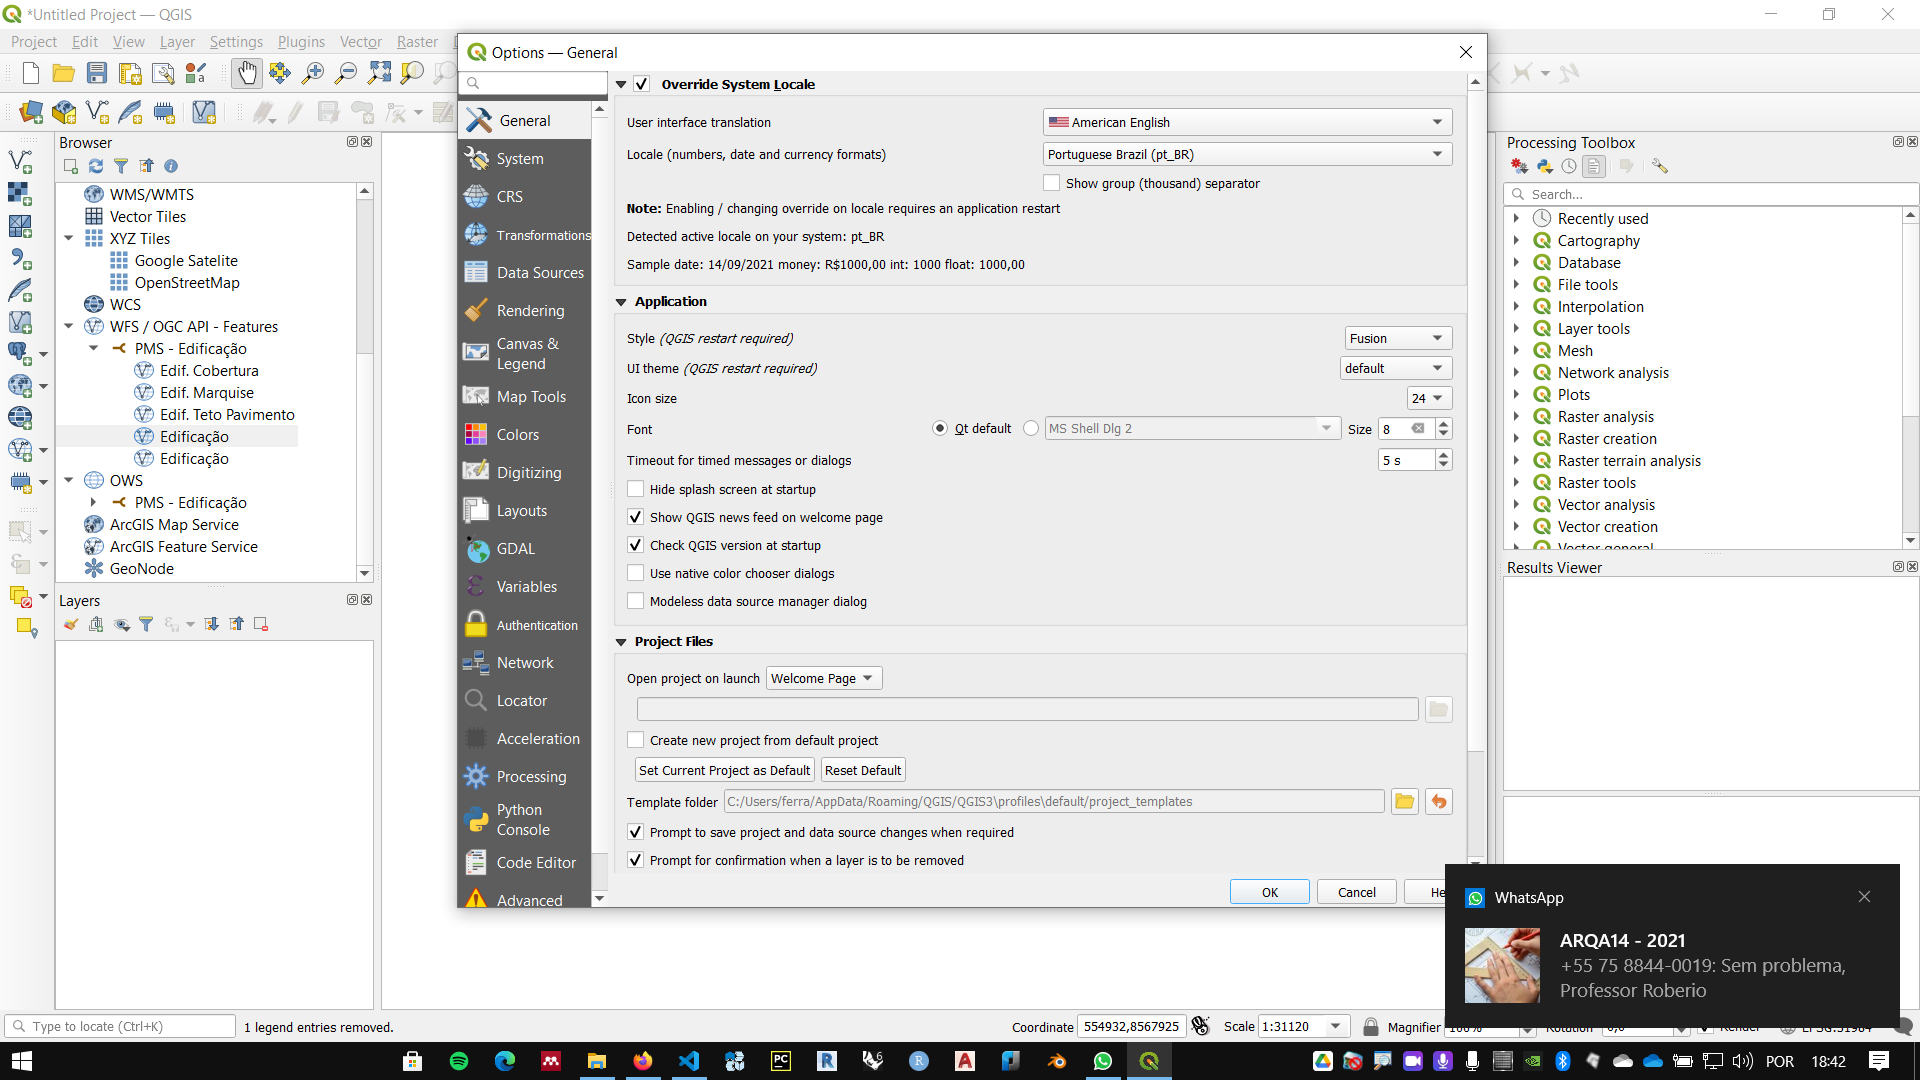 *Untitled Project — QGIS
Project Edit View Layer Settings Plugins Vector Raster
Options — General
General
System
CRS
Transformations
Data Sources
Rendering
Canvas &
Legend
Map Tools
Colors
Digitizing
Layouts
GDAL
Variables
Authentication
Network
Locator
Acceleration
Processing
Python
Console
Code Editor
Advanced
Override System Locale
User interface translation American English
Locale (numbers, date and currency formats) Portuguese Brazil (pt_BR)
Show group (thousand) separator
Note: Enabling / changing override on locale requires an application restart
Detected active locale on your system: pt_BR
Sample date: 14/09/2021 money: R$1000,00 int: 1000 float: 1000,00
Application
Style (QGIS restart required) Fusion
UI theme (QGIS restart required) default
Icon size 24
Font Qt default MS Shell Dlg 2 Size 8
Timeout for timed messages or dialogs 5 s
Hide splash screen at startup
Show QGIS news feed on welcome page
Check QGIS version at startup
Use native color chooser dialogs
Modeless data source manager dialog
Project Files
Open project on launch Welcome Page
Create new project from default project
Set Current Project as Default Reset Default
Template folder C:/Users/ferra/AppData/Roaming/QGIS/QGIS3\profiles\default/project_templates
Prompt to save project and data source changes when required
Prompt for confirmation when a layer is to be removed
OK Cancel He
Browser
WMS/WMTS
Vector Tiles
XYZ Tiles
Google Satelite
OpenStreetMap
WCS
WFS / OGC API - Features
PMS - Edificação
Edif. Cobertura
Edif. Marquise
Edif. Teto Pavimento
Edificação
Edificação
OWS
PMS - Edificação
ArcGIS Map Service
ArcGIS Feature Service
GeoNode
Layers
Processing Toolbox
Search...
Recently used
Cartography
Database
File tools
Interpolation
Layer tools
Mesh
Network analysis
Plots
Raster analysis
Raster creation
Raster terrain analysis
Raster tools
Vector analysis
Vector creation
Vector general
Results Viewer
WhatsApp
ARQA14 - 2021
+55 75 8844-0019: Sem problema,
Professor Roberio
Type to locate (Ctrl+K) 1 legend entries removed. Coordinate 554932,8567925 Scale 1:31120 Magnifier 100% Rotation 0,0 Render
POR 18:42